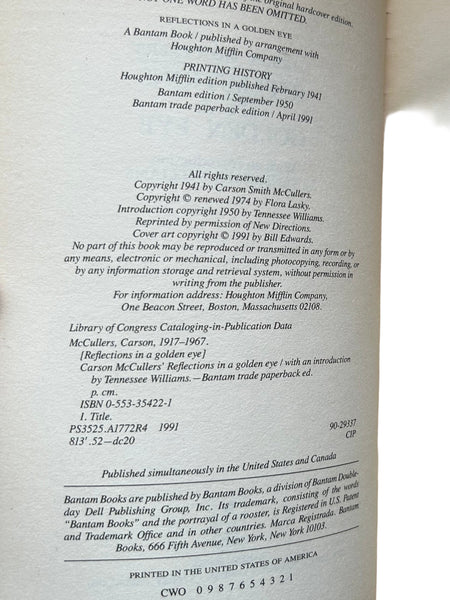 the original hardcover edition.
NOT ONE WORD HAS BEEN OMITTED.
REFLECTIONS IN A GOLDEN EYE
A Bantam Book / published by arrangement with
Houghton Mifflin Company
PRINTING HISTORY
Houghton Mifflin edition published February 1941
Bantam edition / September 1950
Bantam trade paperback edition / April 1991
All rights reserved.
Copyright 1941 by Carson Smith McCullers.
Copyright © renewed 1974 by Flora Lasky.
Introduction copyright 1950 by Tennessee Williams.
Reprinted by permission of New Directions.
Cover art copyright © 1991 by Bill Edwards.
No part of this book may be reproduced or transmitted in any form or by
any means, electronic or mechanical, including photocopying, recording, or
by any information storage and retrieval system, without permission in
writing from the publisher.
For information address: Houghton Mifflin Company,
One Beacon Street, Boston, Massachusetts 02108.
Library of Congress Cataloging-in-Publication Data
McCullers, Carson, 1917–1967.
[Reflections in a golden eye]
Carson McCullers' Reflections in a golden eye / with an introduction
by Tennessee Williams.—Bantam trade paperback ed.
p. cm.
ISBN 0-553-35422-1
I. Title.
PS3525.A1772R4 1991
813'.52—dc20
90-29337
CIP
Published simultaneously in the United States and Canada
Bantam Books are published by Bantam Books, a division of Bantam Double-
day Dell Publishing Group, Inc. Its trademark, consisting of the words
"Bantam Books" and the portrayal of a rooster, is Registered in U.S. Patent
and Trademark Office and in other countries. Marca Registrada. Bantam
Books, 666 Fifth Avenue, New York, New York 10103.
PRINTED IN THE UNITED STATES OF AMERICA
CWO 0 9 8 7 6 5 4 3 2 1